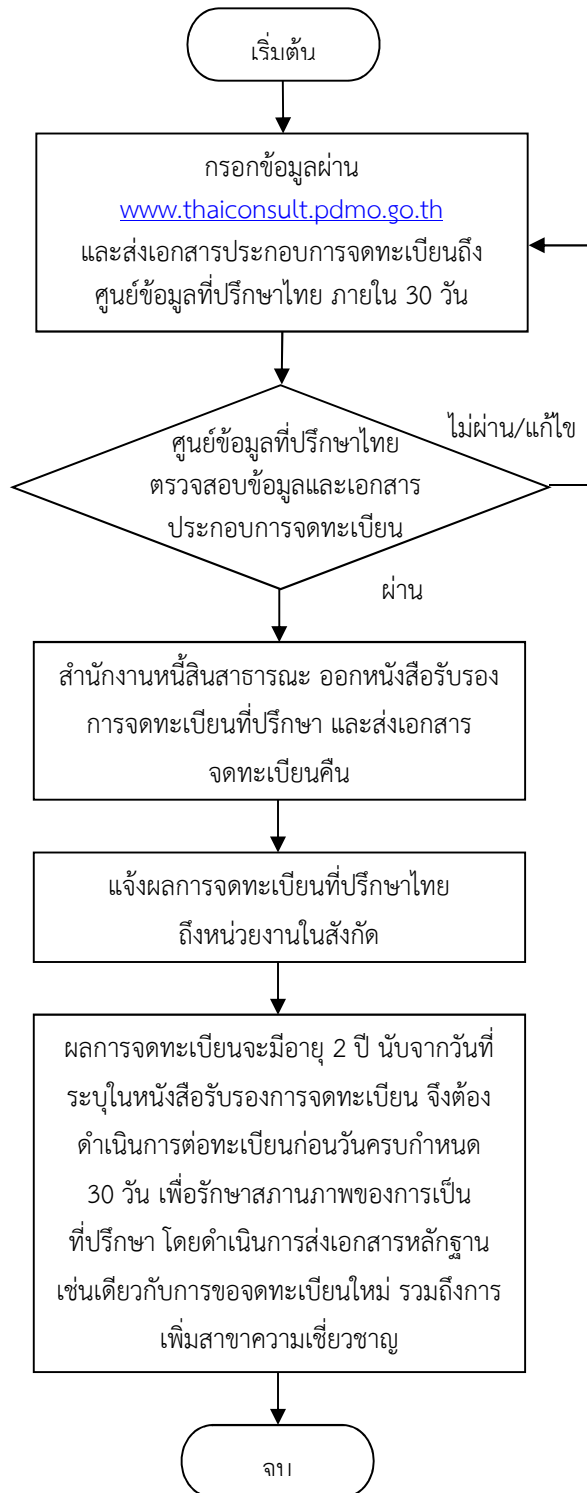 เริ่มต้น
กรอกข้อมูลผ่าน
www.thaiconsult.pdmo.go.th
และส่งเอกสารประกอบการจดทะเบียนถึง
ศูนย์ข้อมูลที่ปรึกษาไทย ภายใน 30 วัน
ไม่ผ่าน/แก้ไข
ศูนย์ข้อมูลที่ปรึกษาไทย
ตรวจสอบข้อมูลและเอกสาร
ประกอบการจดทะเบียน
ผ่าน
สำนักงานหนี้สินสาธารณะ ออกหนังสือรับรอง
การจดทะเบียนที่ปรึกษา และส่งเอกสาร
จดทะเบียนคืน
แจ้งผลการจดทะเบียนที่ปรึกษาไทย
ถึงหน่วยงานในสังกัด
ผลการจดทะเบียนจะมีอายุ 2 ปี นับจากวันที่
ระบุในหนังสือรับรองการจดทะเบียน จึงต้อง
ดำเนินการต่อทะเบียนก่อนวันครบกำหนด
30 วัน เพื่อรักษาสถานภาพของการเป็น
ที่ปรึกษา โดยดำเนินการส่งเอกสารหลักฐาน
เช่นเดียวกับการขอจดทะเบียนใหม่ รวมถึงการ
เพิ่มสาขาความเชี่ยวชาญ
จบ